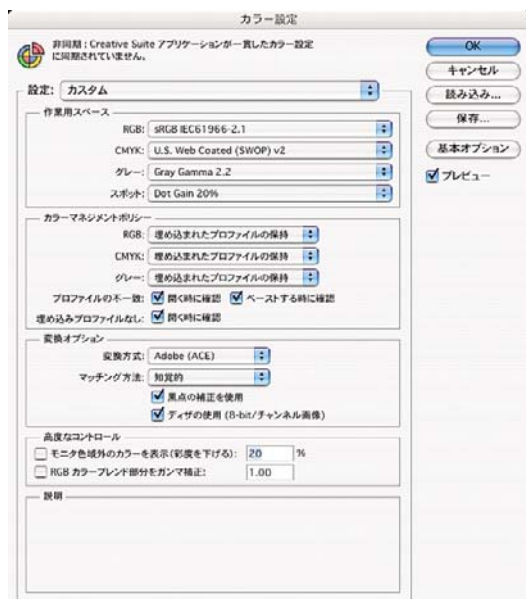 カラー設定
非同期：Creative Suite アプリケーションが一貫したカラー設定
に同期されていません。
OK
キャンセル
読み込み...
保存...
基本オプション
プレビュー
設定： カスタム
作業用スペース
RGB: sRGB IEC61966-2.1
CMYK: U.S. Web Coated (SWOP) v2
グレー: Gray Gamma 2.2
スポット: Dot Gain 20%
カラーマネジメントポリシー
RGB: 埋め込まれたプロファイルの保持
CMYK: 埋め込まれたプロファイルの保持
グレー: 埋め込まれたプロファイルの保持
プロファイルの不一致: 開く時に確認 ペーストする時に確認
埋め込みプロファイルなし: 開く時に確認
変換オプション
変換方式: Adobe (ACE)
マッチング方法: 知覚的
黒点の補正を使用
ディザの使用 (8-bit/チャンネル画像)
高度なコントロール
モニタ色域外のカラーを表示(彩度を下げる): 20 %
RGB カラーブレンド部分をガンマ補正: 1.00
説明